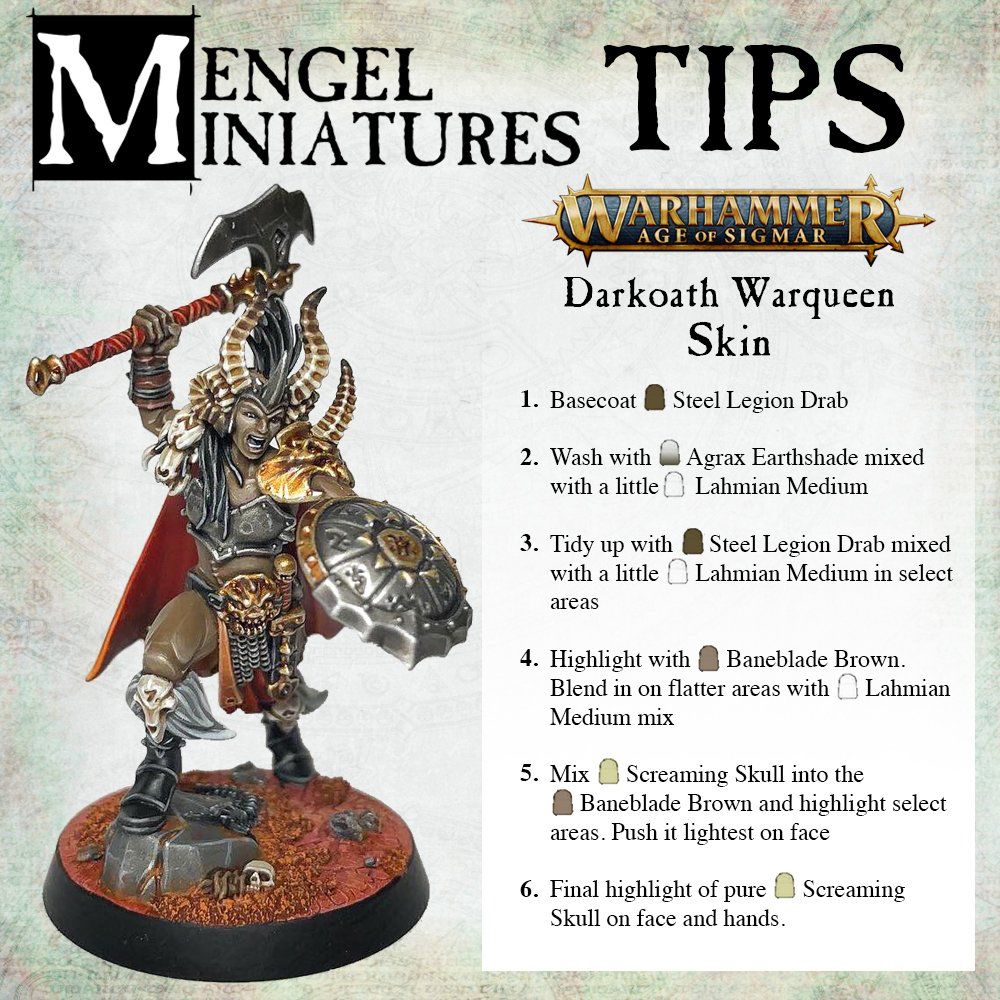 MENGEL
MINIATURES
TIPS
WARHAMMER
AGE OF SIGMAR
Darkoath Warqueen
Skin
1. Basecoat Steel Legion Drab
2. Wash with Agrax Earthshade mixed
with a little Lahmian Medium
3. Tidy up with Steel Legion Drab mixed
with a little Lahmian Medium in select
areas
4. Highlight with Baneblade Brown.
Blend in on flatter areas with Lahmian
Medium mix
5. Mix Screaming Skull into the
Baneblade Brown and highlight select
areas. Push it lightest on face
6. Final highlight of pure Screaming
Skull on face and hands.